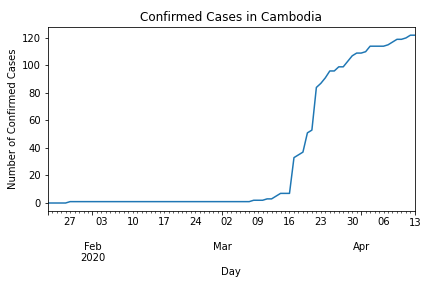 Confirmed Cases in Cambodia
Number of Confirmed Cases
120
100
80
60
40
20
0
27 03 10 17 24 02 09 16 23 30 06 13
Feb Mar Apr
2020
Day